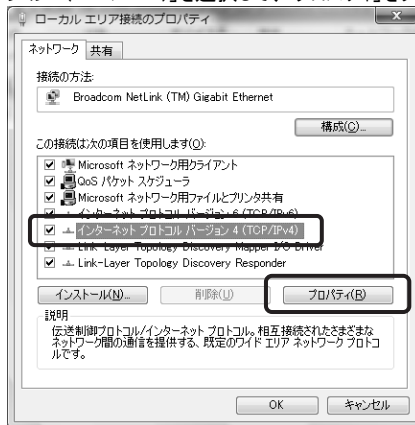 ローカル エリア接続のプロパティ
ネットワーク 共有
接続の方法:
Broadcom NetLink (TM) Gigabit Ethernet
構成(C)...
この接続は次の項目を使用します(O):
Microsoft ネットワーク用クライアント
QoS パケット スケジューラ
Microsoft ネットワーク用ファイルとプリンタ共有
インターネット プロトコル バージョン 6 (TCP/IPv6)
インターネット プロトコル バージョン 4 (TCP/IPv4)
Link-Layer Topology Discovery Mapper I/O Driver
Link-Layer Topology Discovery Responder
インストール(N)... 削除(U) プロパティ(R)
説明
伝送制御プロトコル/インターネット プロトコル。相互接続されたさまざまな
ネットワーク間の通信を提供する、既定のワイド エリア ネットワーク プロトコ
ルです。
OK キャンセル